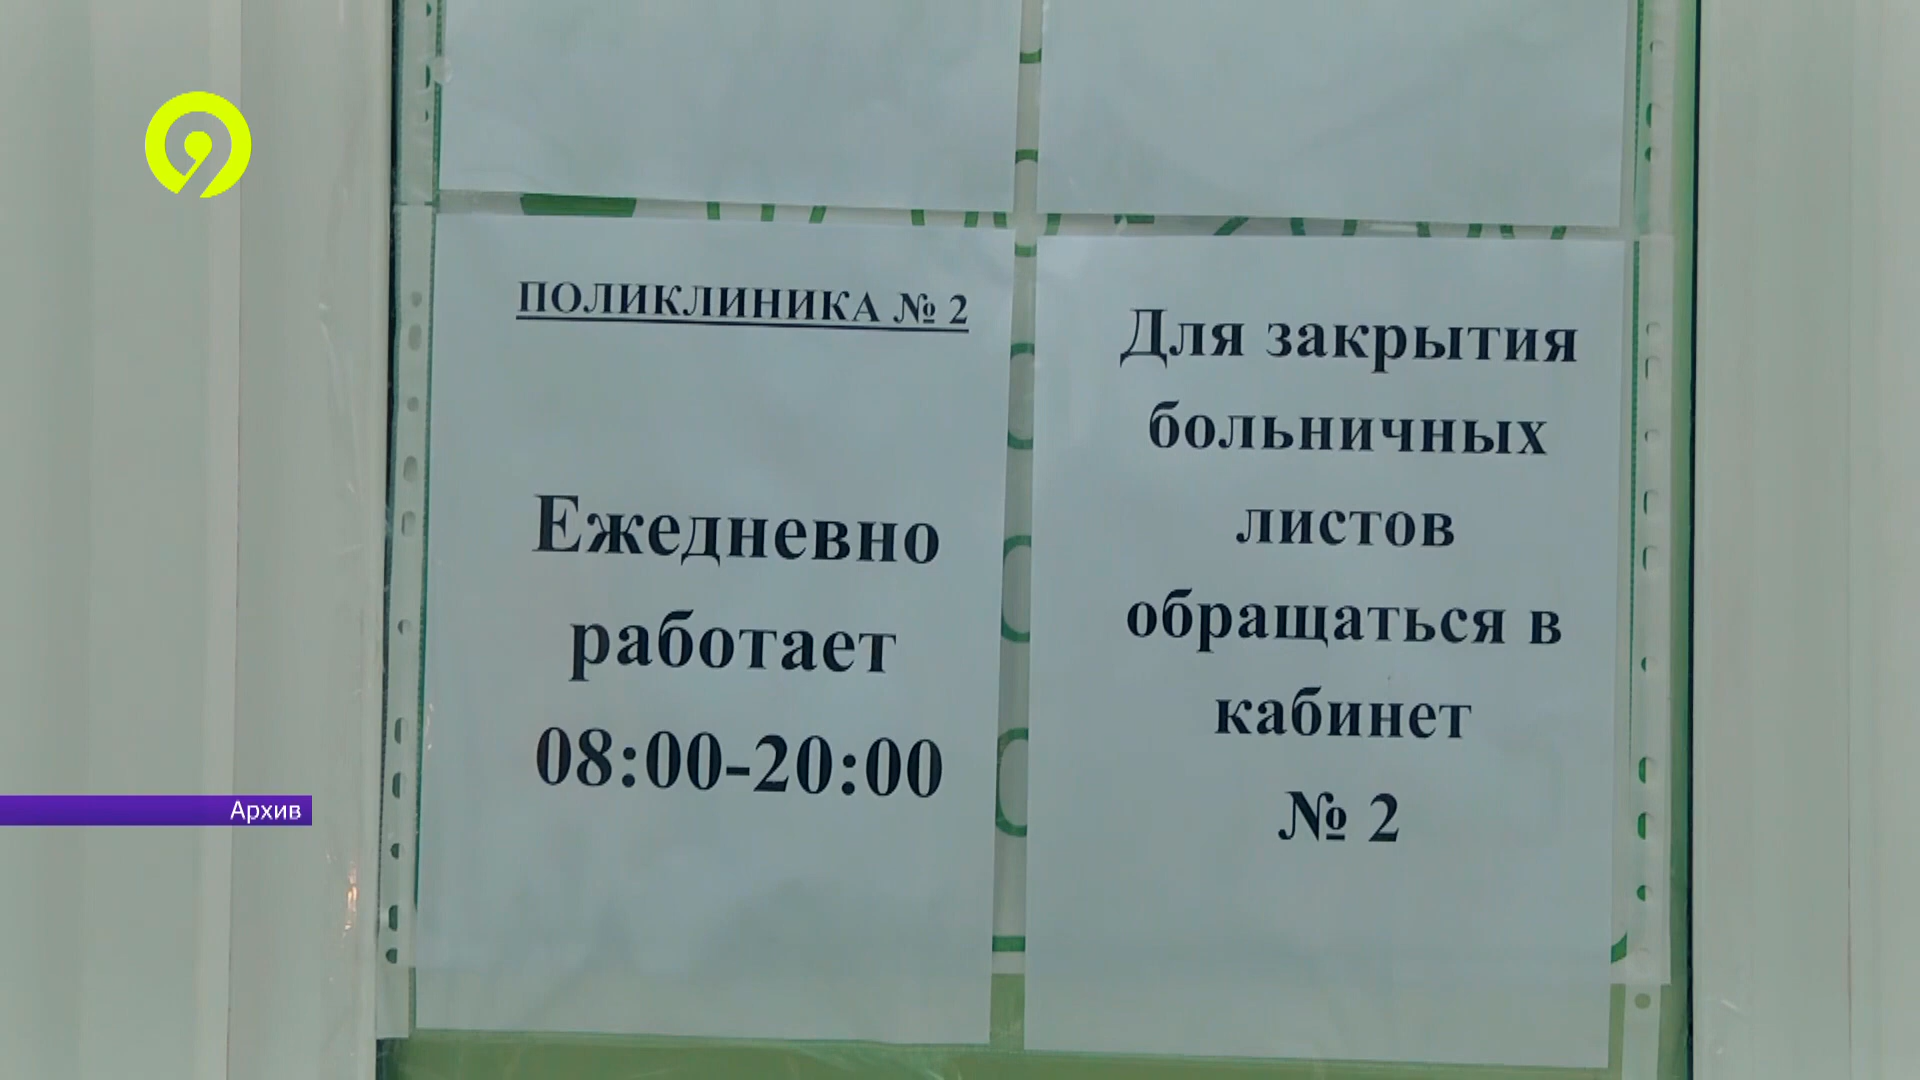 ПОЛИКЛИНИКА № 2
Ежедневно
работает
08:00-20:00
Для закрытия
больничных
листов
обращаться в
кабинет
№ 2
Архив